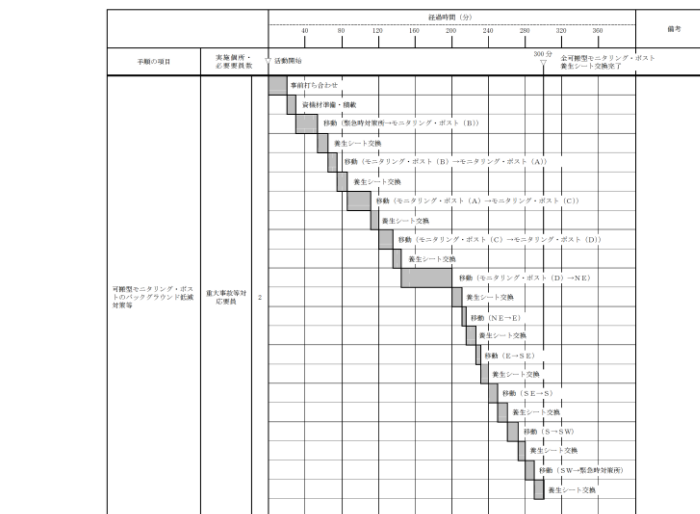 経過時間（分）
備考
40
80
120
160
200
240
280
320
360
手順の項目
実施個所・
必要要員数
活動開始
300分
全可搬型モニタリング・ポスト
養生シート交換完了
事前打ち合わせ
資機材準備・積載
移動（緊急時対策所→モニタリング・ポスト（B））
養生シート交換
移動（モニタリング・ポスト（B）→モニタリング・ポスト（A））
養生シート交換
移動（モニタリング・ポスト（A）→モニタリング・ポスト（C））
養生シート交換
移動（モニタリング・ポスト（C）→モニタリング・ポスト（D））
養生シート交換
移動（モニタリング・ポスト（D）→NE）
可搬型モニタリング・ポス
トのバックグラウンド低減
対策等
重大事故等対
応要員
2
養生シート交換
移動（NE→E）
養生シート交換
移動（E→SE）
養生シート交換
移動（SE→S）
養生シート交換
移動（S→SW）
養生シート交換
移動（SW→緊急時対策所）
養生シート交換